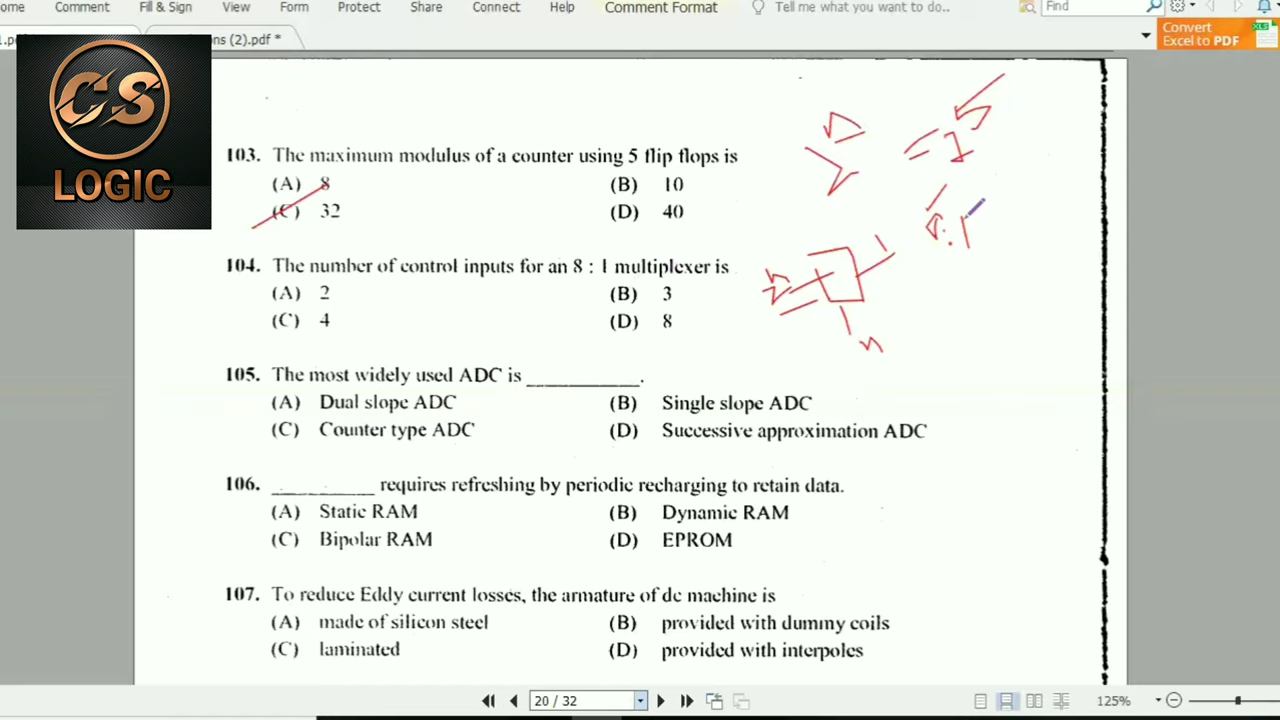 ome Comment Fill & Sign View Form Protect Share Connect Help Comment Format Tell me what you want to do.. Find
1.p ons (2).pdf *
Convert
Excel to PDF
CS
LOGIC
103. The maximum modulus of a counter using 5 flip flops is
(A) 8 (B) 10
(C) 32 (D) 40
104. The number of control inputs for an 8 : 1 multiplexer is
(A) 2 (B) 3
(C) 4 (D) 8
105. The most widely used ADC is __________.
(A) Dual slope ADC (B) Single slope ADC
(C) Counter type ADC (D) Successive approximation ADC
106. __________ requires refreshing by periodic recharging to retain data.
(A) Static RAM (B) Dynamic RAM
(C) Bipolar RAM (D) EPROM
107. To reduce Eddy current losses, the armature of dc machine is
(A) made of silicon steel (B) provided with dummy coils
(C) laminated (D) provided with interpoles
20 / 32 125%